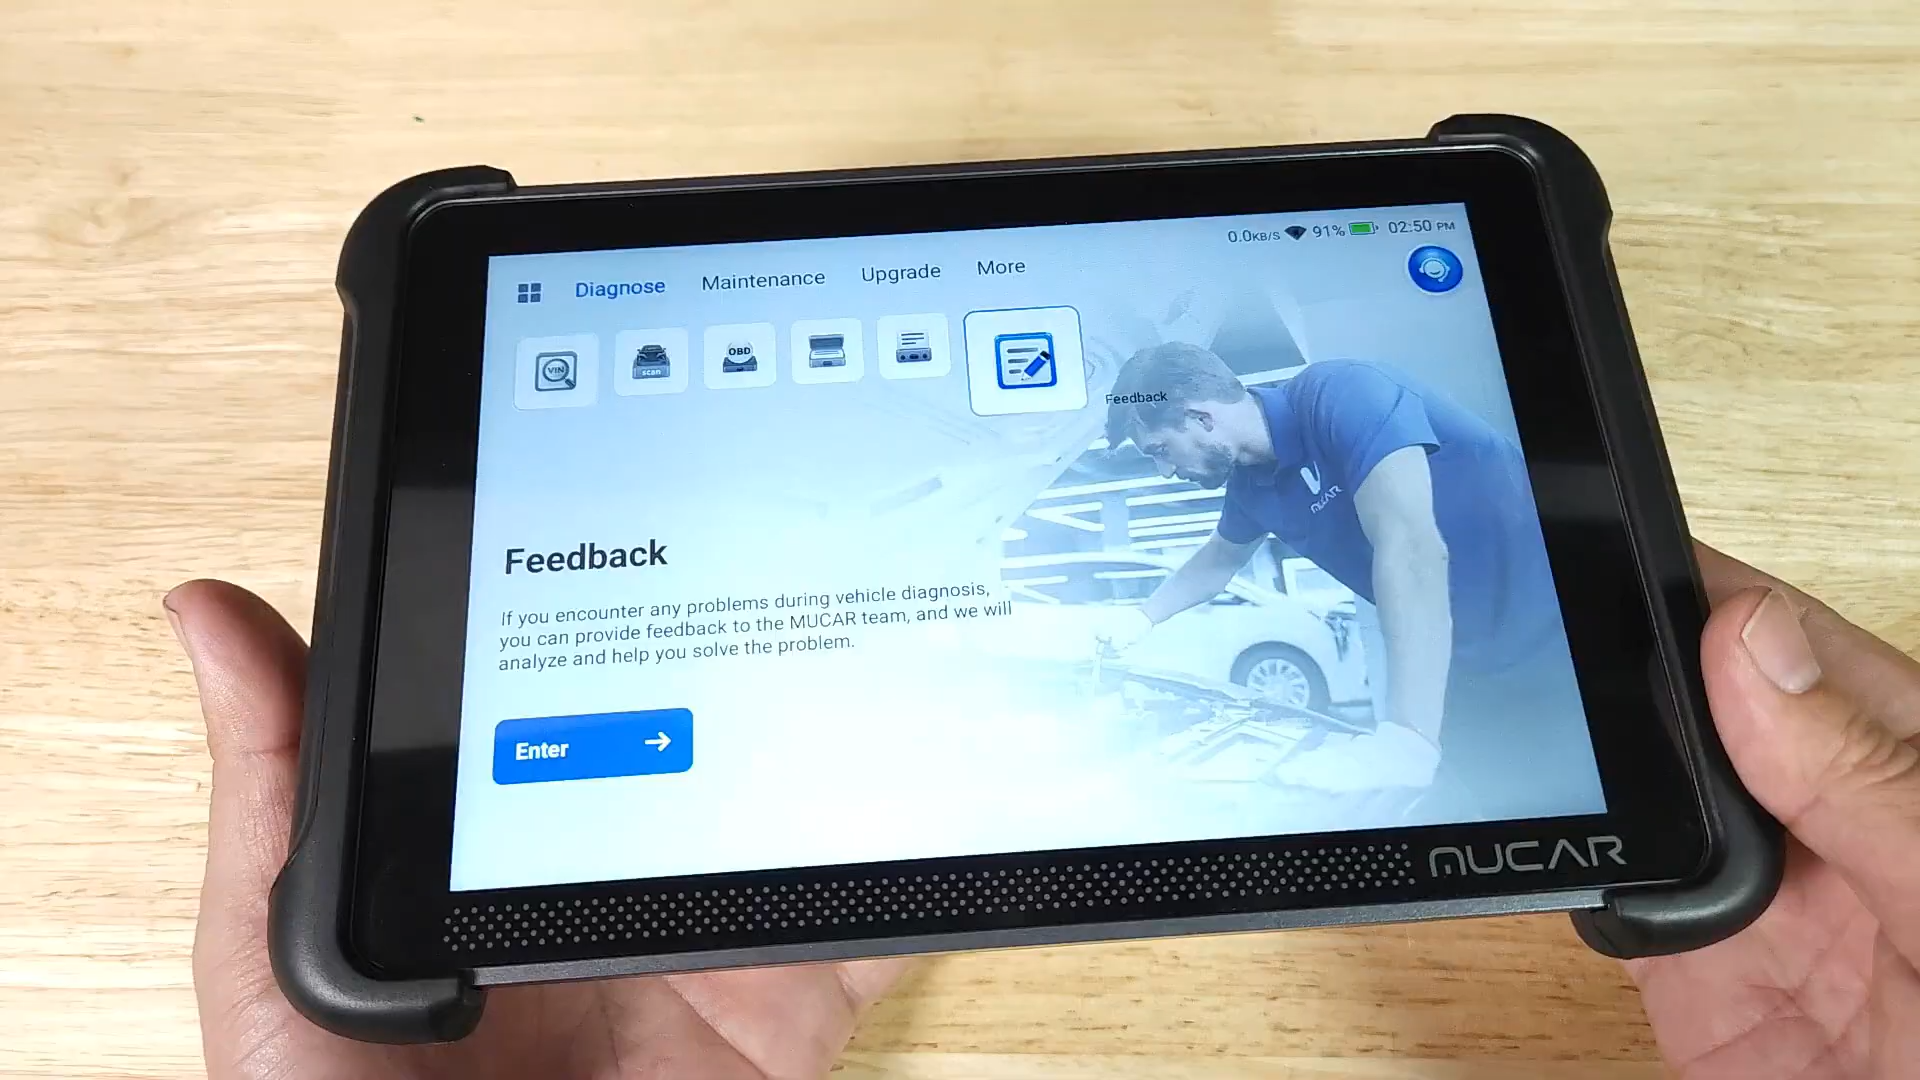 0.0KB/S 91% 02:50 PM
Diagnose Maintenance Upgrade More
VIN scan OBD
Feedback
MUCAR
Feedback
If you encounter any problems during vehicle diagnosis,
you can provide feedback to the MUCAR team, and we will
analyze and help you solve the problem.
Enter
MUCAR